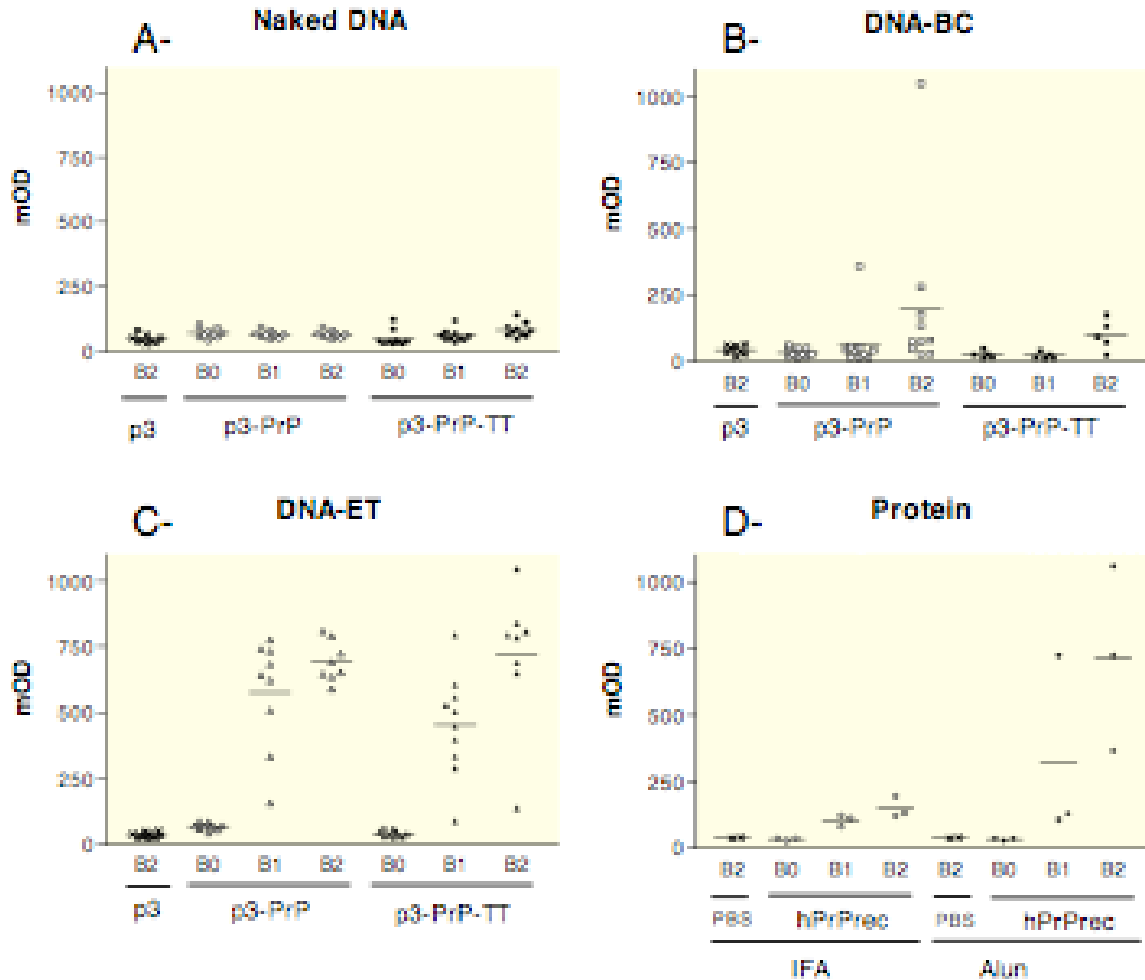 A- Naked DNA
1000
750
500
250
0
mOD
B2 B0 B1 B2 B0 B1 B2
p3 p3-PrP p3-PrP-TT
B- DNA-BC
1000
750
500
250
0
mOD
B2 B0 B1 B2 B0 B1 B2
p3 p3-PrP p3-PrP-TT
C- DNA-ET
1000
750
500
250
0
mOD
B2 B0 B1 B2 B0 B1 B2
p3 p3-PrP p3-PrP-TT
D- Protein
1000
750
500
250
0
mOD
B2 B0 B1 B2 B2 B0 B1 B2
PBS hPrPrec PBS hPrPrec
IFA Alun